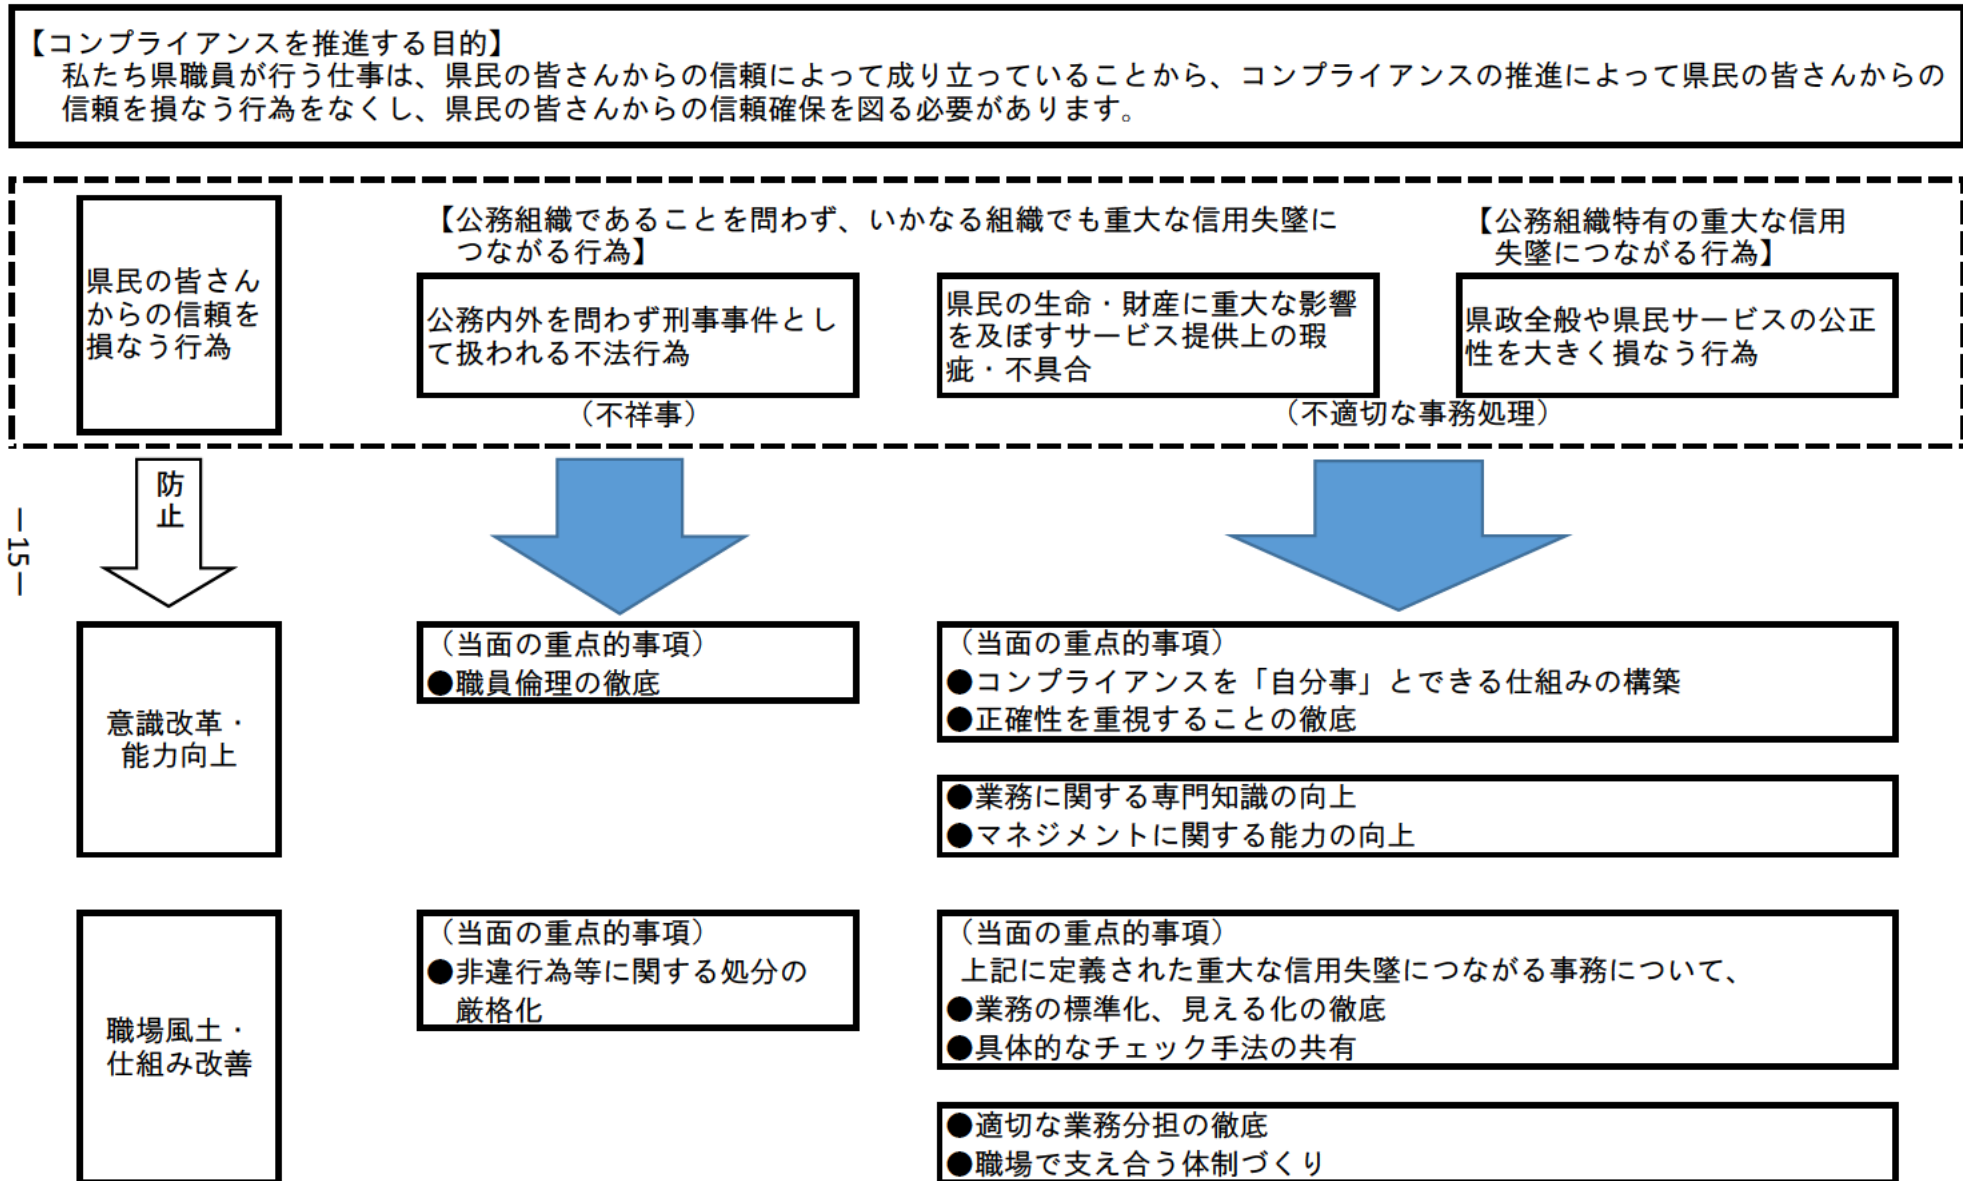 【コンプライアンスを推進する目的】
私たち県職員が行う仕事は、県民の皆さんからの信頼によって成り立っていることから、コンプライアンスの推進によって県民の皆さんからの
信頼を損なう行為をなくし、県民の皆さんからの信頼確保を図る必要があります。
県民の皆さん
からの信頼を
損なう行為
【公務組織であることを問わず、いかなる組織でも重大な信用失墜に
つながる行為】
公務内外を問わず刑事事件とし
て扱われる不法行為
（不祥事）
県民の生命・財産に重大な影響
を及ぼすサービス提供上の瑕
疵・不具合
【公務組織特有の重大な信用
失墜につながる行為】
県政全般や県民サービスの公正
性を大きく損なう行為
（不適切な事務処理）
防
止
－15－
意識改革・
能力向上
（当面の重点的事項）
●職員倫理の徹底
（当面の重点的事項）
●コンプライアンスを「自分事」とできる仕組みの構築
●正確性を重視することの徹底
●業務に関する専門知識の向上
●マネジメントに関する能力の向上
職場風土・
仕組み改善
（当面の重点的事項）
●非違行為等に関する処分の
厳格化
（当面の重点的事項）
上記に定義された重大な信用失墜につながる事務について、
●業務の標準化、見える化の徹底
●具体的なチェック手法の共有
●適切な業務分担の徹底
●職場で支え合う体制づくり